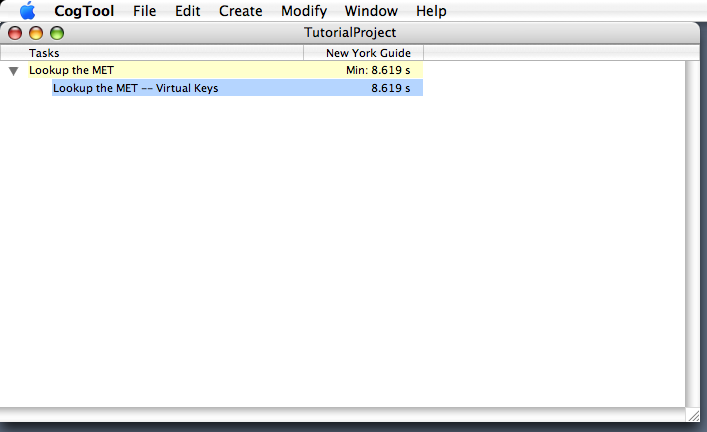 CogTool File Edit Create Modify Window Help
TutorialProject
Tasks New York Guide
Lookup the MET Min: 8.619 s
Lookup the MET -- Virtual Keys 8.619 s